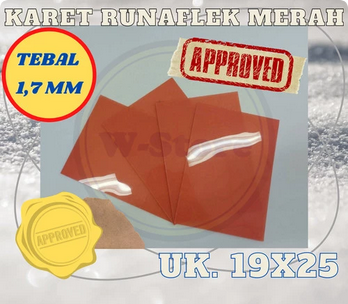 KARET RUNAFLEK MERAH
TEBAL
1,7 MM
APPROVED
APPROVED
UK. 19X25